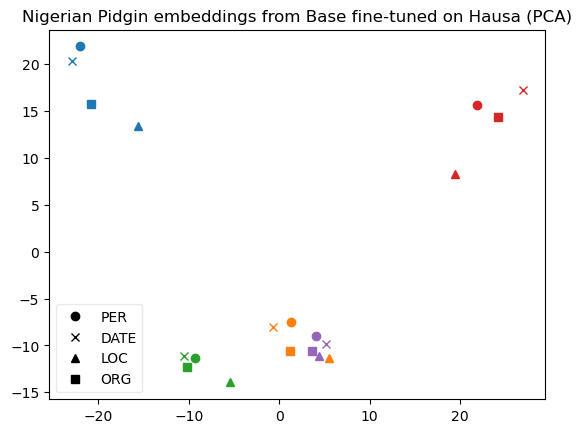 Nigerian Pidgin embeddings from Base fine-tuned on Hausa (PCA)
20
15
10
5
0
−5
−10
−15
PER
DATE
LOC
ORG
−20 −10 0 10 20